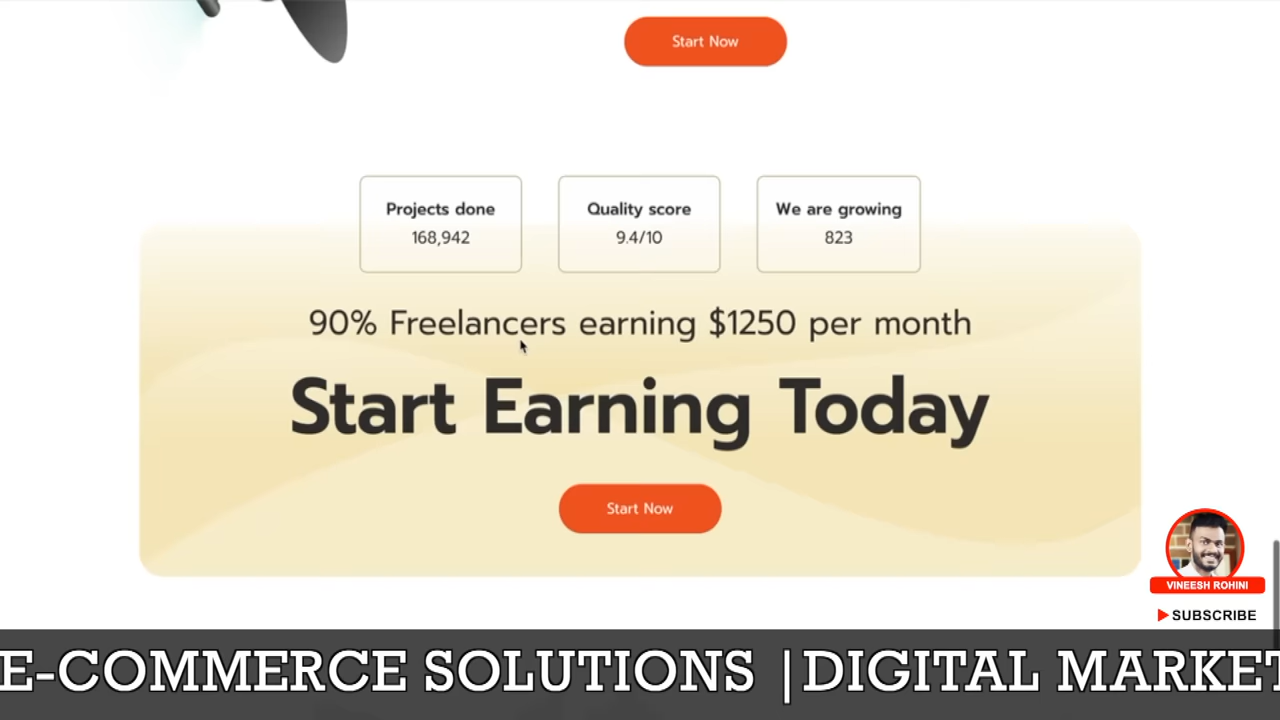 Start Now
Projects done
168,942
Quality score
9.4/10
We are growing
823
90% Freelancers earning $1250 per month
Start Earning Today
Start Now
VINEESH ROHINI
SUBSCRIBE
E-COMMERCE SOLUTIONS |DIGITAL MARKET